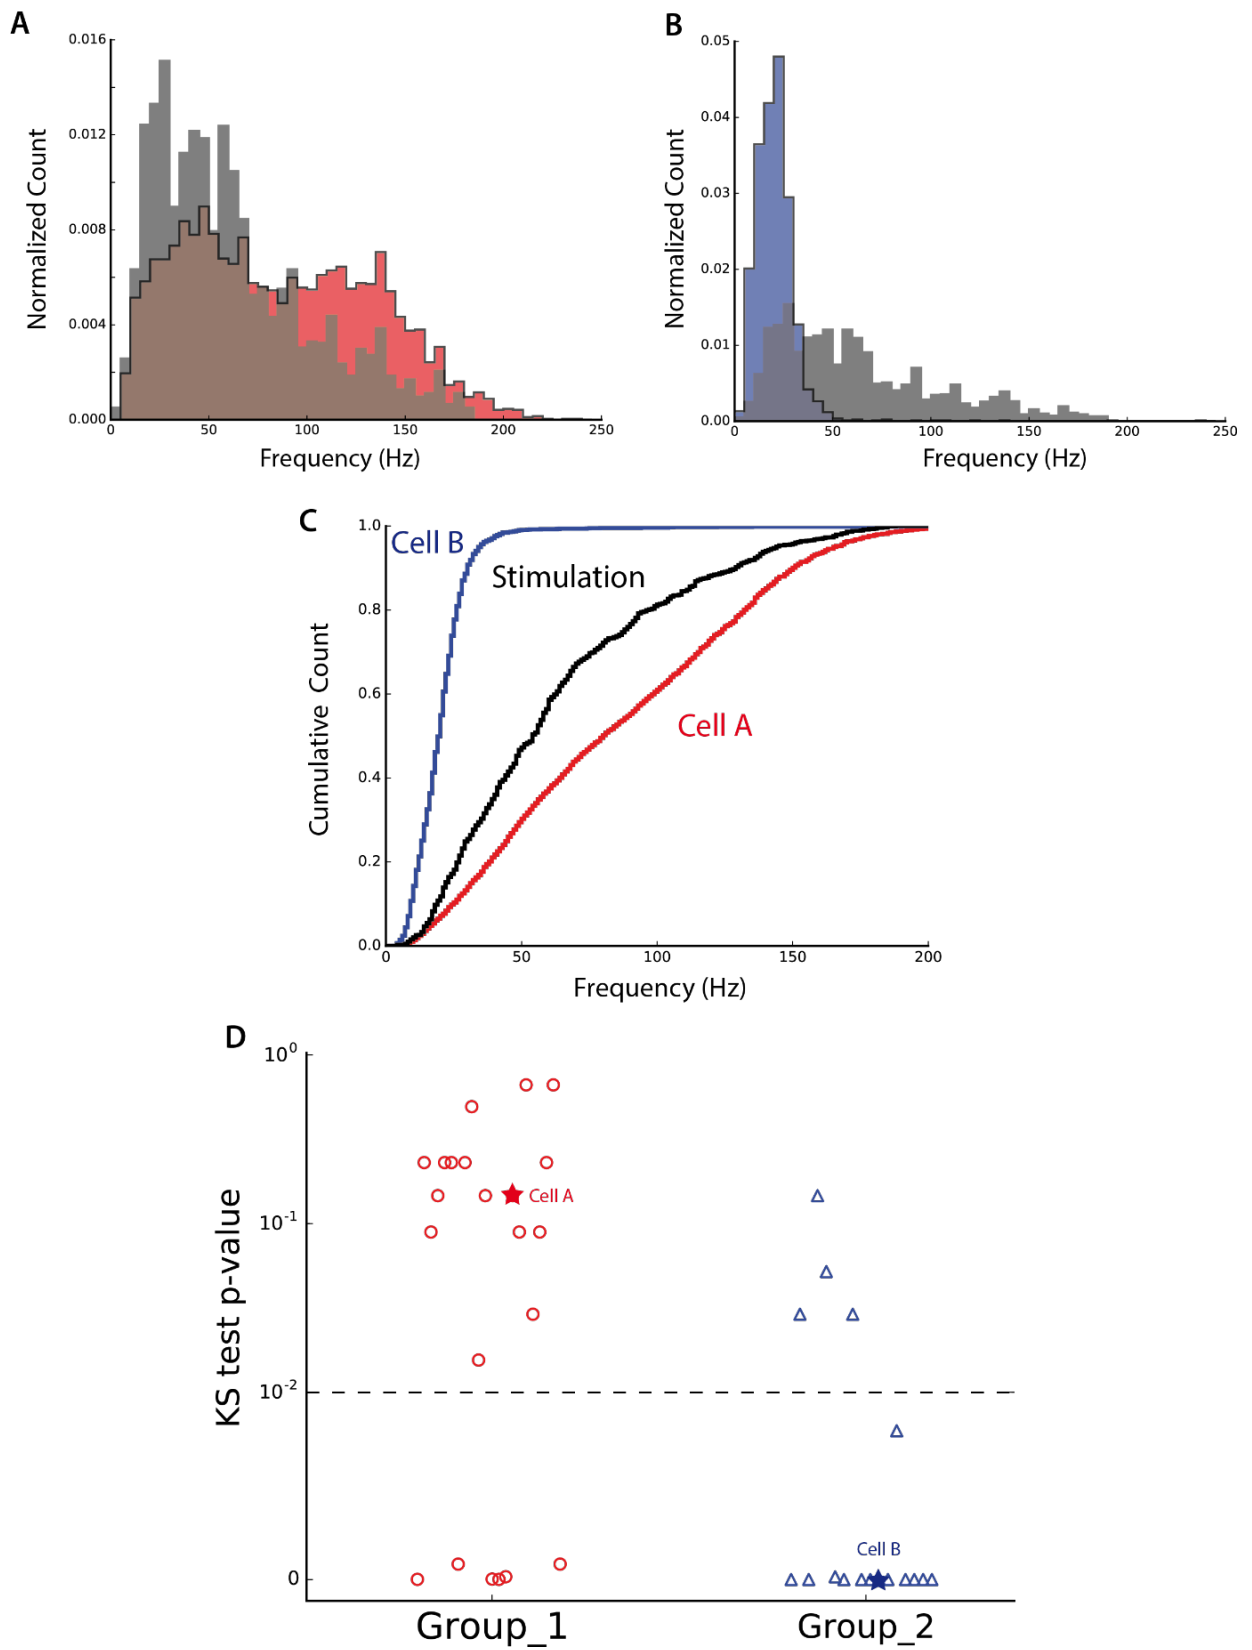 A
0.016
0.012
0.008
0.004
0.000
Normalized Count
0 50 100 150 200 250
Frequency (Hz)
B
0.05
0.04
0.03
0.02
0.01
0.00
Normalized Count
0 50 100 150 200 250
Frequency (Hz)
C
1.0
0.8
0.6
0.4
0.2
0.0
Cumulative Count
Cell B
Stimulation
Cell A
0 50 100 150 200
Frequency (Hz)
D
10^0
10^-1
10^-2
0
KS test p-value
Cell A
Cell B
Group_1 Group_2